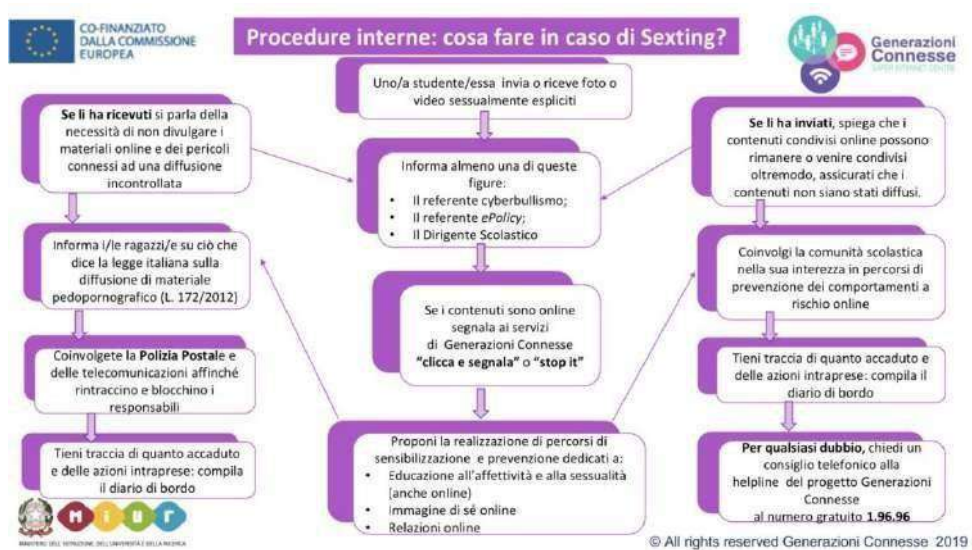 CO-FINANZIATO
DALLA COMMISSIONE
EUROPEA
Procedure interne: cosa fare in caso di Sexting?
Generazioni
Connesse
SAFER INTERNET CENTRE
Uno/a studente/essa invia o riceve foto o
video sessualmente espliciti
Se li ha ricevuti si parla della
necessità di non divulgare i
materiali online e dei pericoli
connessi ad una diffusione
incontrollata
Informa i/le ragazzi/e su ciò che
dice la legge italiana sulla
diffusione di materiale
pedopornografico (L. 172/2012)
Coinvolgete la Polizia Postale e
delle telecomunicazioni affinché
rintraccino e blocchino i
responsabili
Tieni traccia di quanto accaduto
e delle azioni intraprese: compila
il diario di bordo
Informa almeno una di queste
figure:
• Il referente cyberbullismo;
• Il referente ePolicy;
• Il Dirigente Scolastico
Se i contenuti sono online
segnala ai servizi
di Generazioni Connesse
"clicca e segnala" o "stop it"
Proponi la realizzazione di percorsi di
sensibilizzazione e prevenzione dedicati a:
• Educazione all'affettività e alla sessualità
(anche online)
• Immagine di sé online
• Relazioni online
Se li ha inviati, spiega che i
contenuti condivisi online possono
rimanere o venire condivisi
oltremodo, assicurati che i
contenuti non siano stati diffusi.
Coinvolgi la comunità scolastica
nella sua interezza in percorsi di
prevenzione dei comportamenti a
rischio online
Tieni traccia di quanto accaduto e
delle azioni intraprese: compila il
diario di bordo
Per qualsiasi dubbio, chiedi un
consiglio telefonico alla
helpline del progetto Generazioni
Connesse
al numero gratuito 1.96.96
miur
MINISTERO DELL'ISTRUZIONE, DELL'UNIVERSITÀ E DELLA RICERCA
© All rights reserved Generazioni Connesse 2019